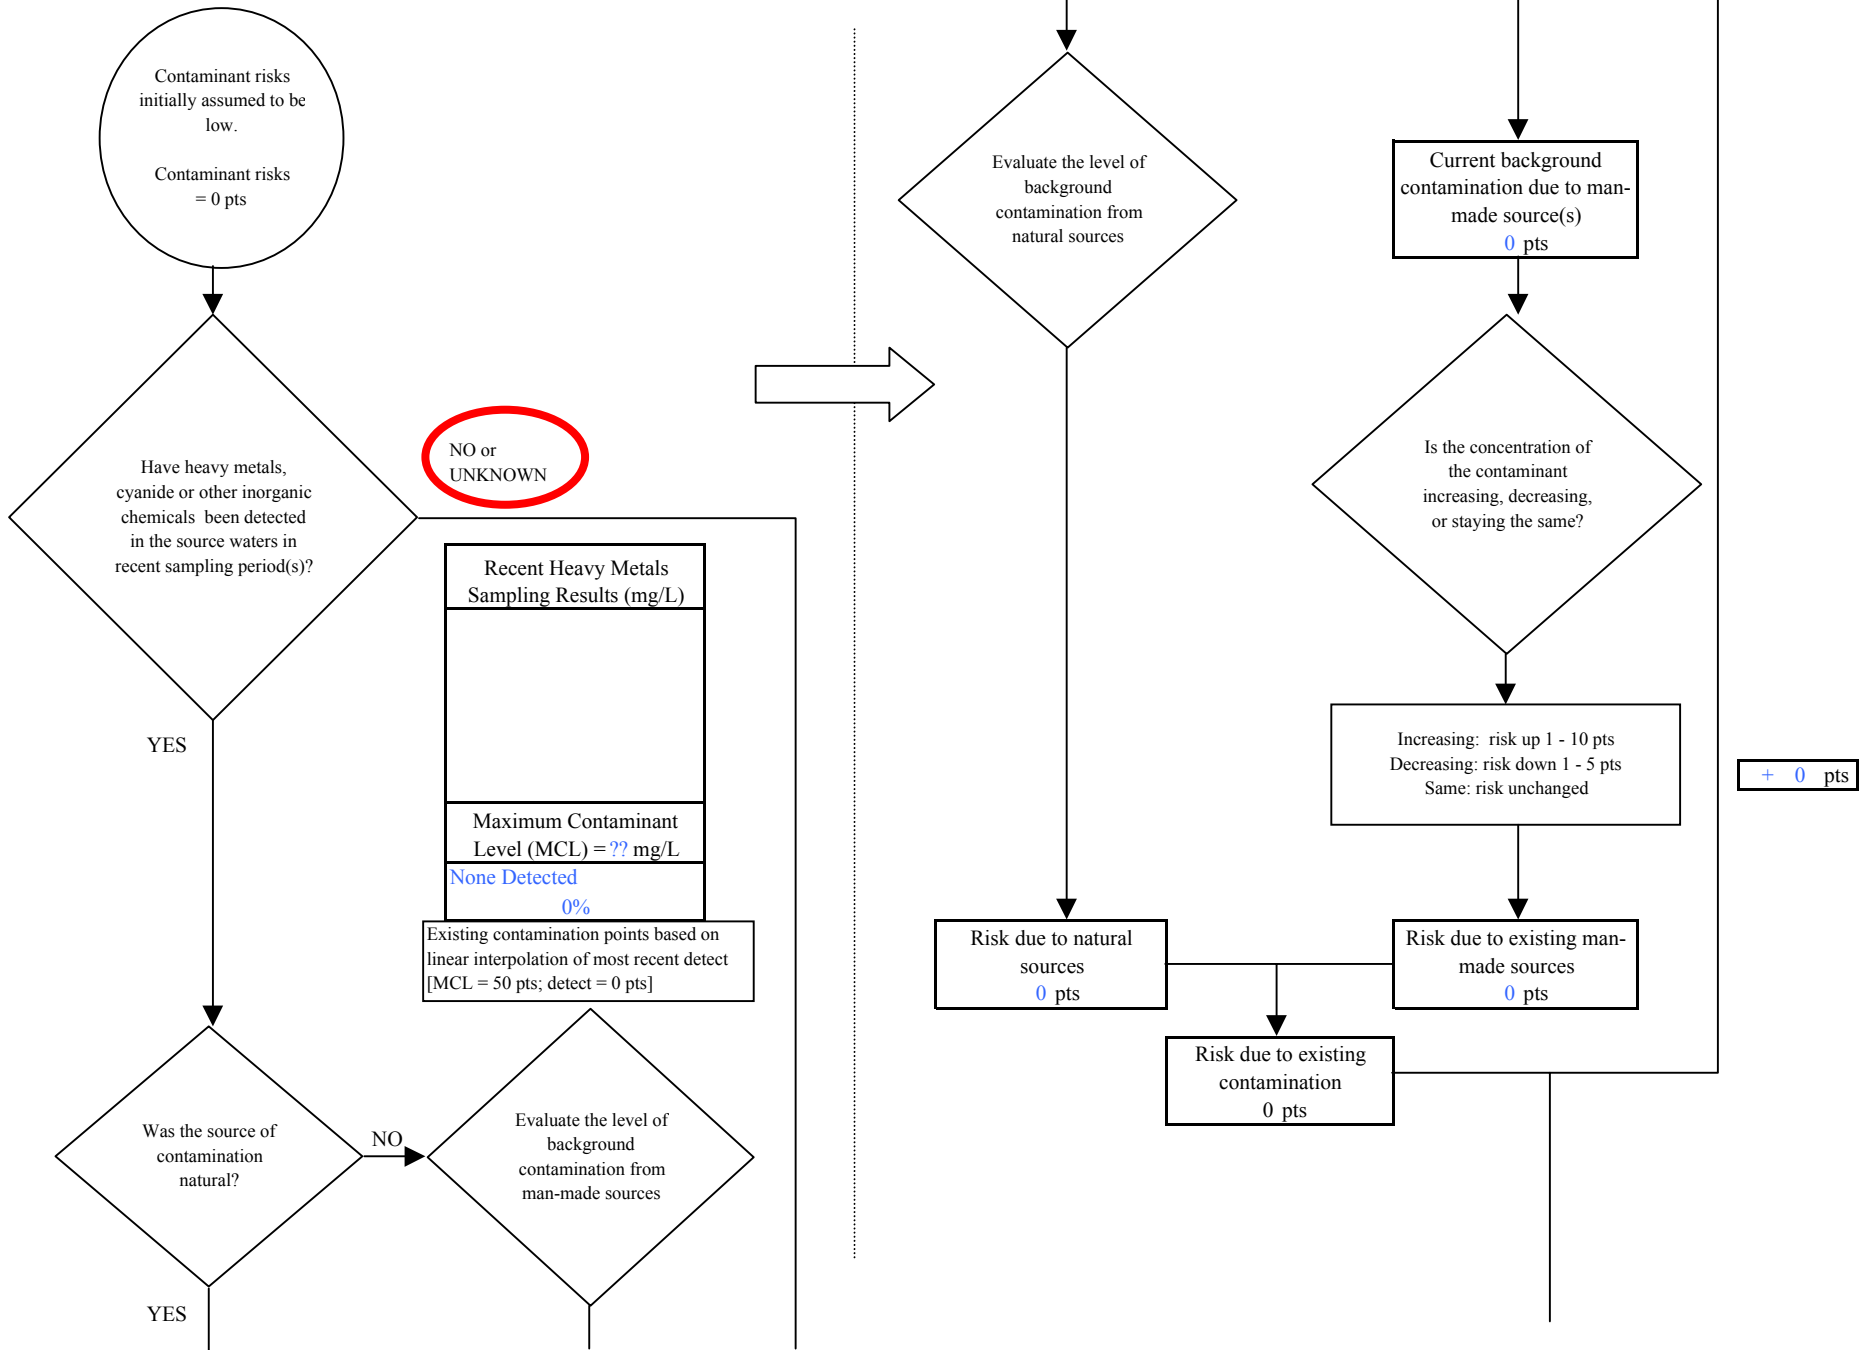 Contaminant risks
initially assumed to be
low.
Contaminant risks
= 0 pts
Have heavy metals,
cyanide or other inorganic
chemicals been detected
in the source waters in
recent sampling period(s)?
NO or
UNKNOWN
YES
Recent Heavy Metals
Sampling Results (mg/L)
Maximum Contaminant
Level (MCL) = ?? mg/L
None Detected
0%
Existing contamination points based on
linear interpolation of most recent detect
[MCL = 50 pts; detect = 0 pts]
Was the source of
contamination
natural?
NO
YES
Evaluate the level of
background
contamination from
man-made sources
Evaluate the level of
background
contamination from
natural sources
Current background
contamination due to man-
made source(s)
0 pts
Is the concentration of
the contaminant
increasing, decreasing,
or staying the same?
Increasing: risk up 1 - 10 pts
Decreasing: risk down 1 - 5 pts
Same: risk unchanged
+ 0 pts
Risk due to natural
sources
0 pts
Risk due to existing man-
made sources
0 pts
Risk due to existing
contamination
0 pts